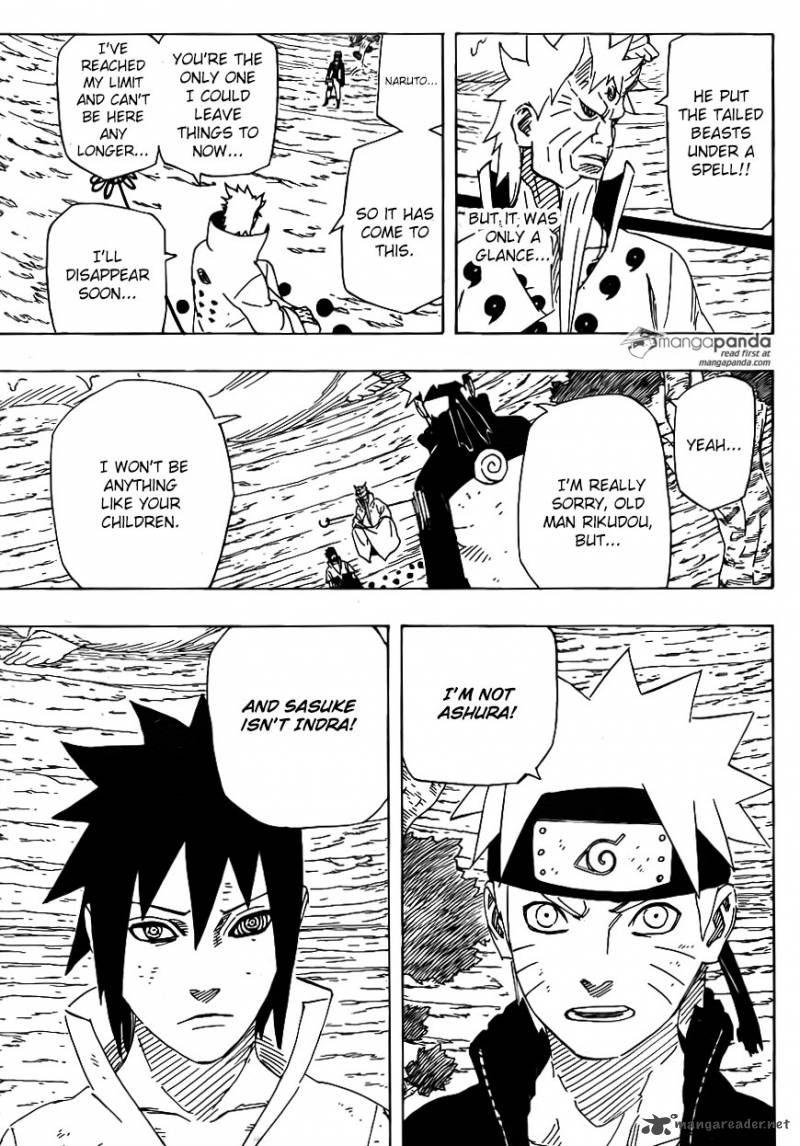 HE PUT
THE TAILED
BEASTS
UNDER A
SPELL!!
BUT IT WAS
ONLY A
GLANCE...
NARUTO...
SO IT HAS
COME TO
THIS.
YOU'RE THE
ONLY ONE
I COULD
LEAVE
THINGS TO
NOW...
I'VE
REACHED
MY LIMIT
AND CAN'T
BE HERE
ANY
LONGER...
I'LL
DISAPPEAR
SOON...
mangapanda
read first at
mangapanda.com
YEAH...
I'M REALLY
SORRY, OLD
MAN RIKUDOU,
BUT...
I WON'T BE
ANYTHING
LIKE YOUR
CHILDREN.
I'M NOT
ASHURA!
AND SASUKE
ISN'T INDRA!
mangareader.net